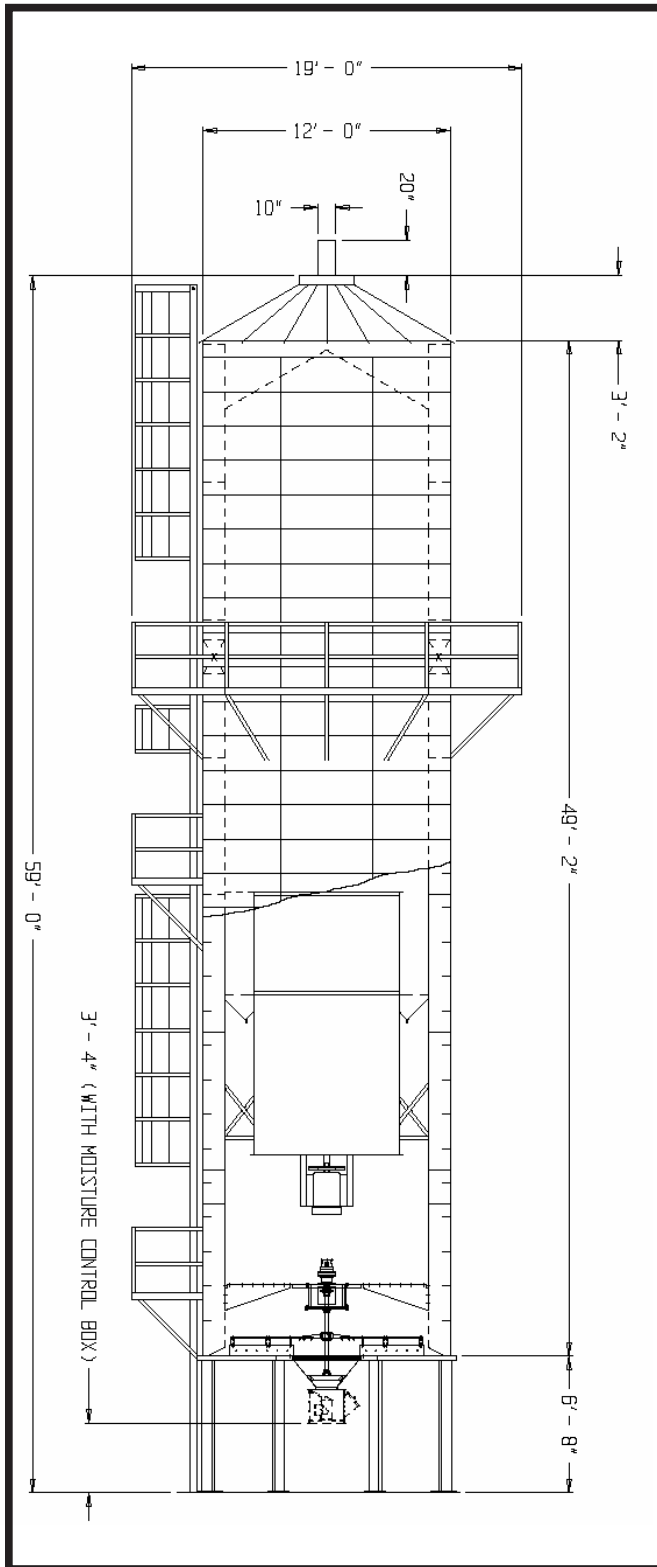 19' - 0"
12' - 0"
20"
10"
3' - 2"
49' - 2"
59' - 0"
3' - 4" (WITH MOISTURE CONTROL BOX)
6' - 8"